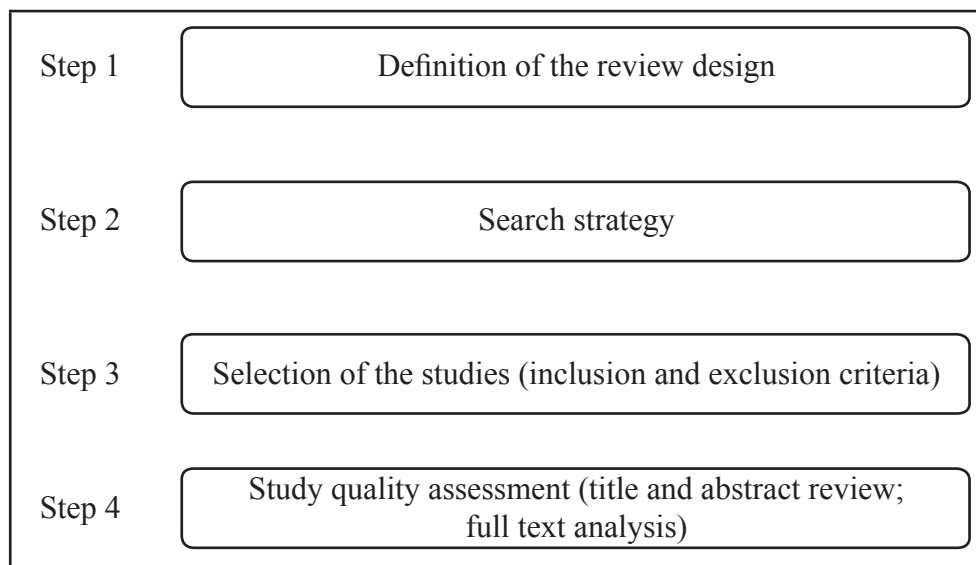 Step 1
Definition of the review design
Step 2
Search strategy
Step 3
Selection of the studies (inclusion and exclusion criteria)
Step 4
Study quality assessment (title and abstract review;
full text analysis)